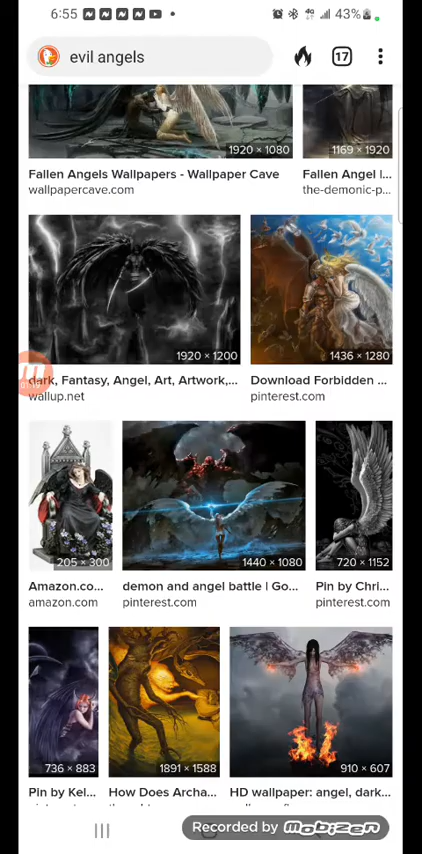 6:55
43%
evil angels
17
1920 × 1080
1169 × 1920
Fallen Angels Wallpapers - Wallpaper Cave
Fallen Angel |...
wallpapercave.com
the-demonic-p...
1920 × 1200
1436 × 1280
dark, Fantasy, Angel, Art, Artwork,...
Download Forbidden ...
wallup.net
pinterest.com
01:19
205 × 300
1440 × 1080
720 × 1152
Amazon.co...
demon and angel battle | Go...
Pin by Chri...
amazon.com
pinterest.com
pinterest.com
736 × 883
1891 × 1588
910 × 607
Pin by Kel...
How Does Archa...
HD wallpaper: angel, dark...
Recorded by MOBIZEN